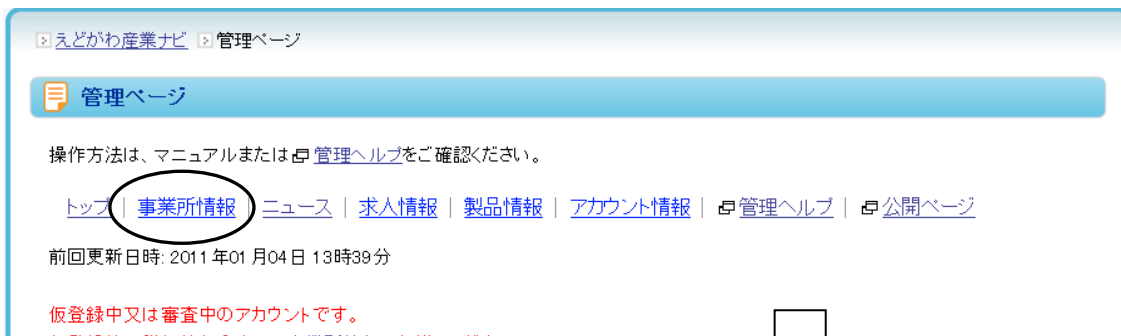 えどがわ産業ナビ 管理ページ
管理ページ
操作方法は、マニュアルまたは 管理ヘルプをご確認ください。
トップ | 事業所情報 | ニュース | 求人情報 | 製品情報 | アカウント情報 | 管理ヘルプ | 公開ページ
前回更新日時: 2011年01月04日 13時39分
仮登録中又は審査中のアカウントです。